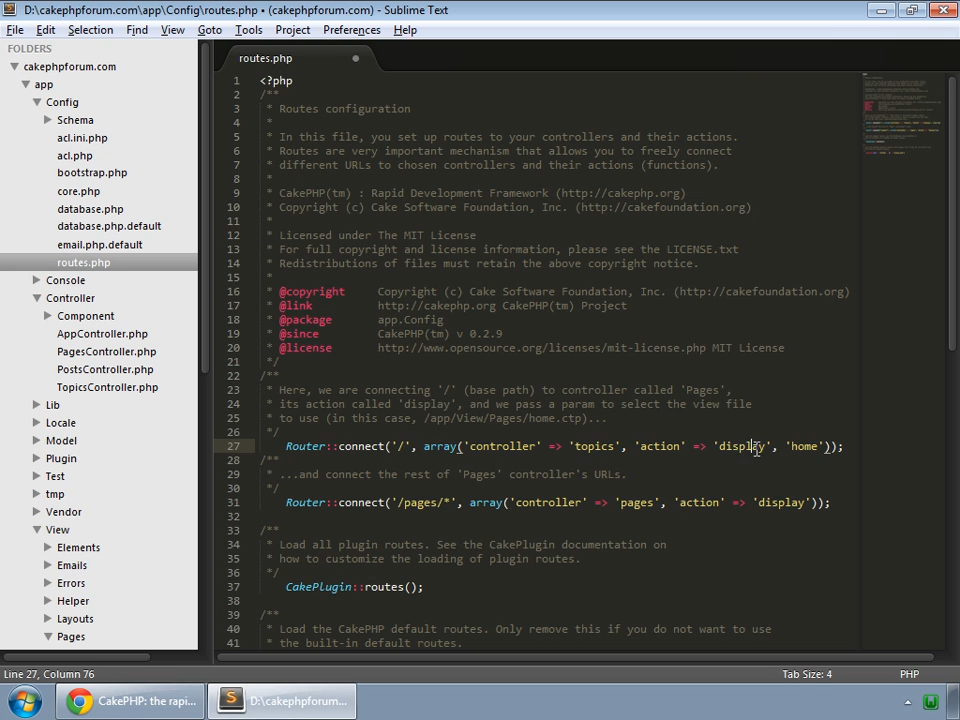 D:\cakephpforum.com\app\Config\routes.php • (cakephpforum.com) - Sublime Text
File Edit Selection Find View Goto Tools Project Preferences Help
FOLDERS
cakephpforum.com
app
Config
Schema
acl.ini.php
acl.php
bootstrap.php
core.php
database.php
database.php.default
email.php.default
routes.php
Console
Controller
Component
AppController.php
PagesController.php
PostsController.php
TopicsController.php
Lib
Locale
Model
Plugin
Test
tmp
Vendor
View
Elements
Emails
Errors
Helper
Layouts
Pages
routes.php
1 <?php
2 /**
3 * Routes configuration
4 *
5 * In this file, you set up routes to your controllers and their actions.
6 * Routes are very important mechanism that allows you to freely connect
7 * different URLs to chosen controllers and their actions (functions).
8 *
9 * CakePHP(tm) : Rapid Development Framework (http://cakephp.org)
10 * Copyright (c) Cake Software Foundation, Inc. (http://cakefoundation.org)
11 *
12 * Licensed under The MIT License
13 * For full copyright and license information, please see the LICENSE.txt
14 * Redistributions of files must retain the above copyright notice.
15 *
16 * @copyright Copyright (c) Cake Software Foundation, Inc. (http://cakefoundation.org)
17 * @link http://cakephp.org CakePHP(tm) Project
18 * @package app.Config
19 * @since CakePHP(tm) v 0.2.9
20 * @license http://www.opensource.org/licenses/mit-license.php MIT License
21 */
22 /**
23 * Here, we are connecting '/' (base path) to controller called 'Pages',
24 * its action called 'display', and we pass a param to select the view file
25 * to use (in this case, /app/View/Pages/home.ctp)...
26 */
27 Router::connect('/', array('controller' => 'topics', 'action' => 'display', 'home'));
28 /**
29 * ...and connect the rest of 'Pages' controller's URLs.
30 */
31 Router::connect('/pages/*', array('controller' => 'pages', 'action' => 'display'));
32
33 /**
34 * Load all plugin routes. See the CakePlugin documentation on
35 * how to customize the loading of plugin routes.
36 */
37 CakePlugin::routes();
38
39 /**
40 * Load the CakePHP default routes. Only remove this if you do not want to use
41 * the built-in default routes.
Line 27, Column 76
Tab Size: 4
PHP
CakePHP: the rapi...
D:\cakephpforum...